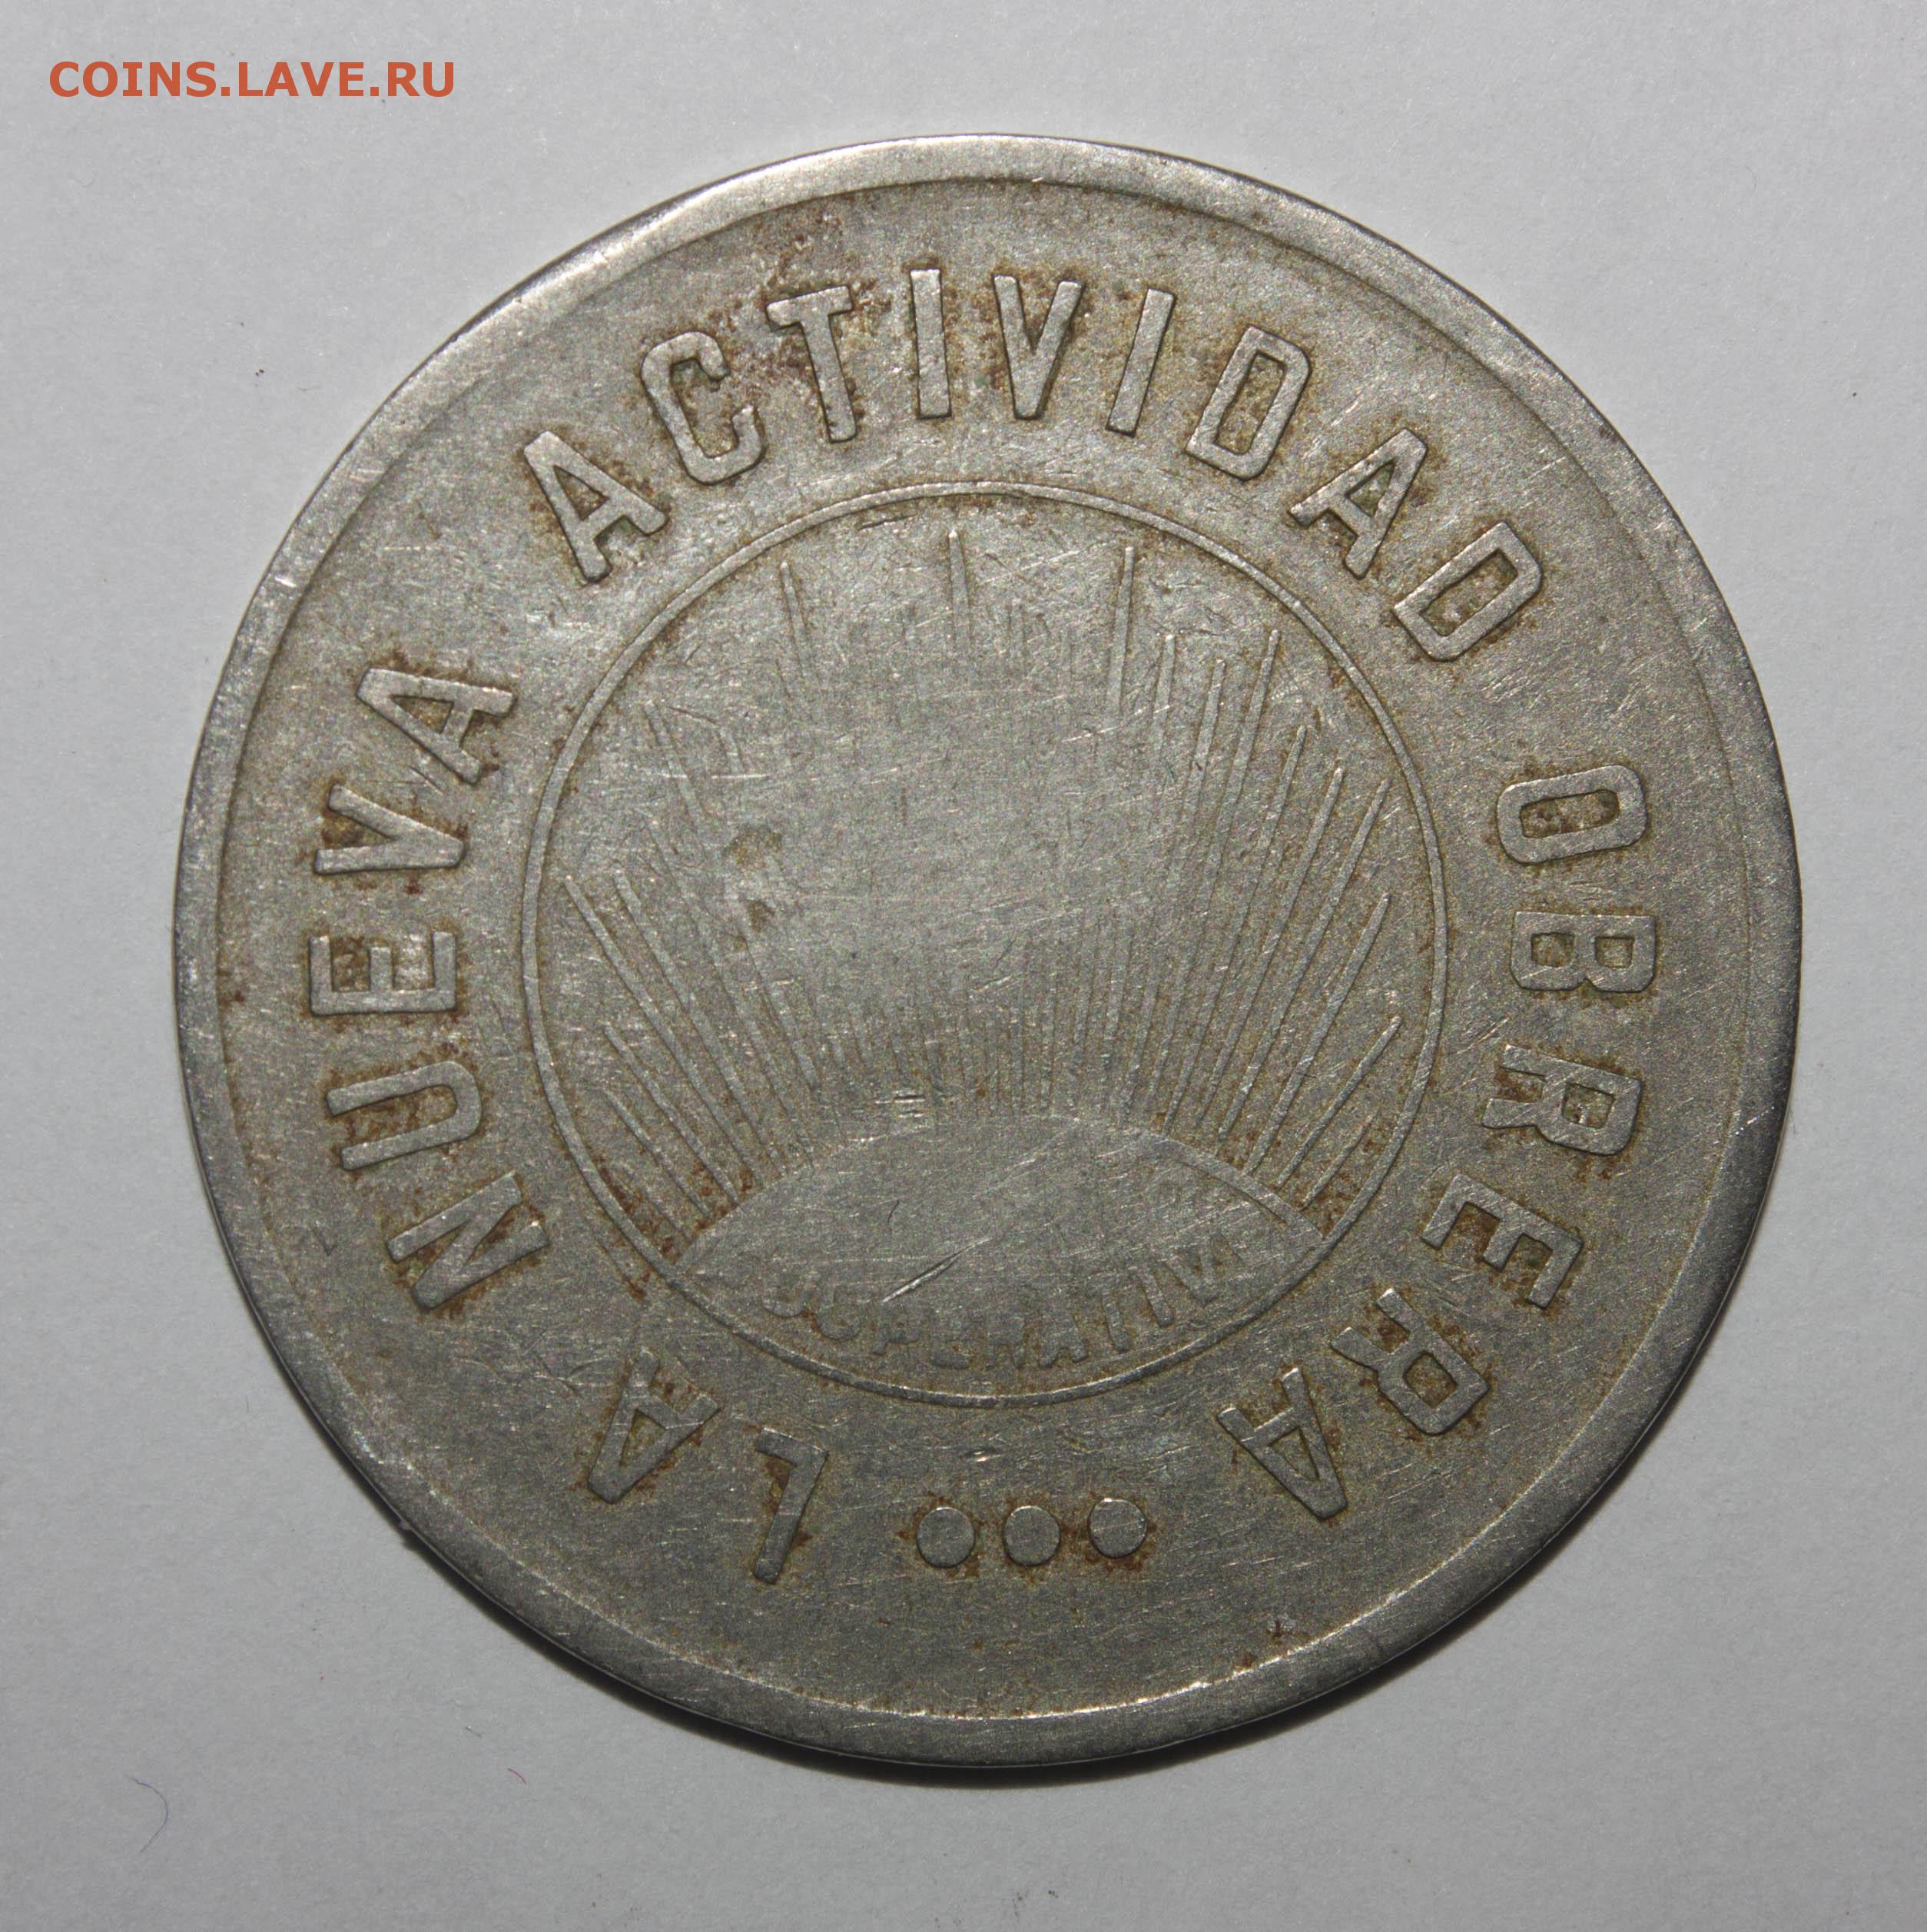 COINS.LAVE.RU
LA NUEVA ACTIVIDAD OBRERA